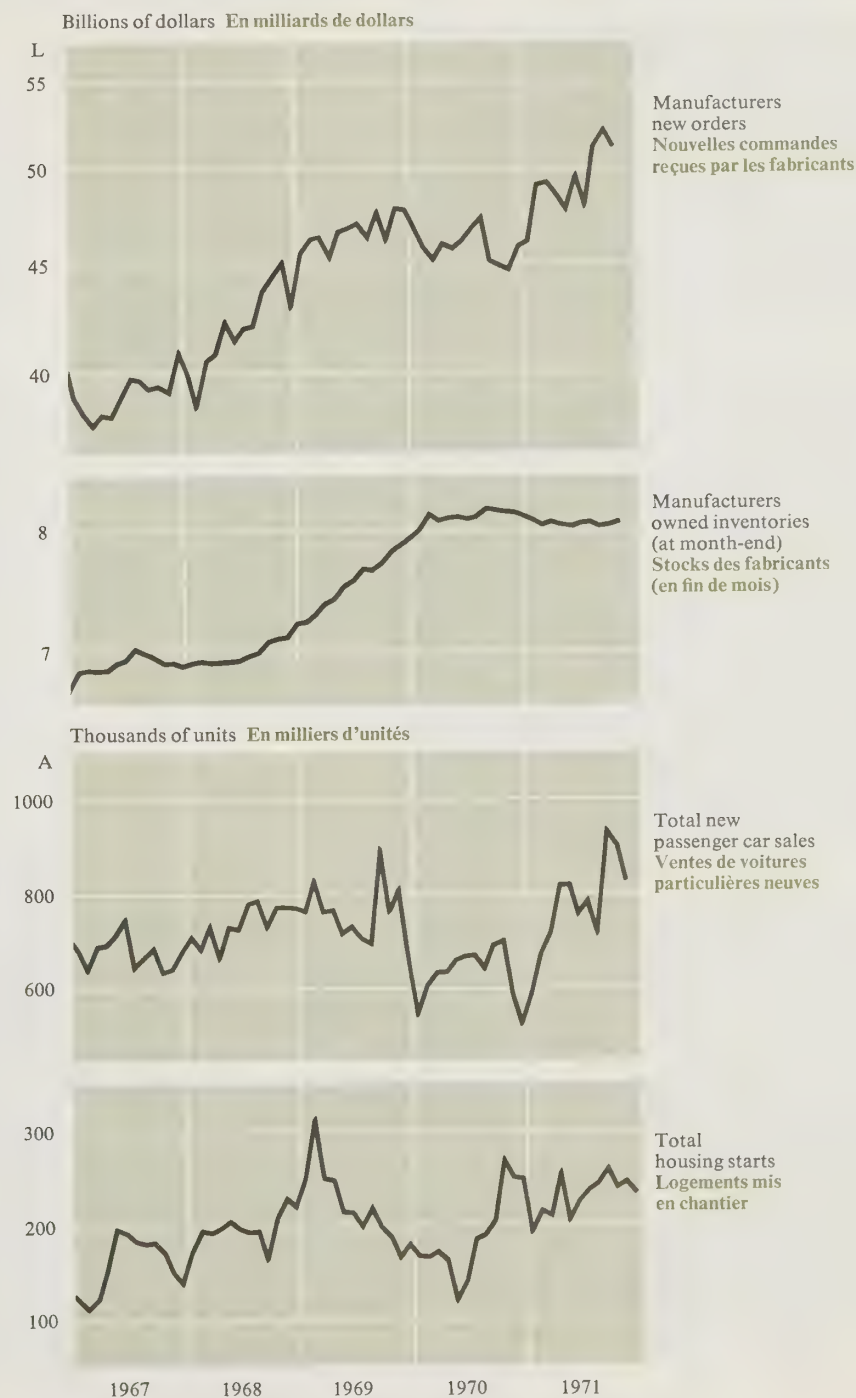 Billions of dollars En milliards de dollars
L
55
50
45
40
Manufacturers
new orders
Nouvelles commandes
reçues par les fabricants
8
7
Manufacturers
owned inventories
(at month-end)
Stocks des fabricants
(en fin de mois)
Thousands of units En milliers d'unités
A
1000
800
600
Total new
passenger car sales
Ventes de voitures
particulières neuves
300
200
100
Total
housing starts
Logements mis
en chantier
1967 1968 1969 1970 1971